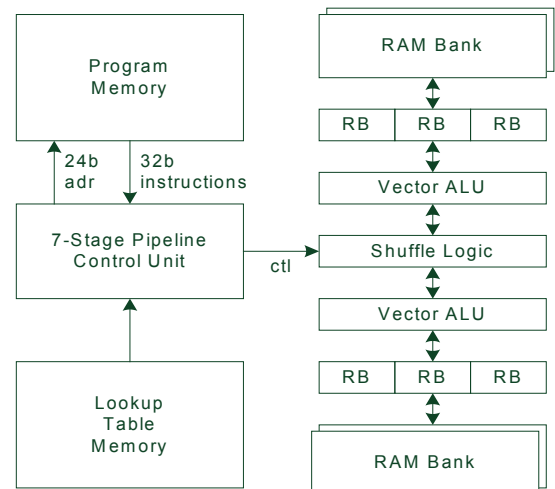 Program
Memory
24b
adr
32b
instructions
7-Stage Pipeline
Control Unit
ctl
Lookup
Table
Memory
RAM Bank
RB RB RB
Vector ALU
Shuffle Logic
Vector ALU
RB RB RB
RAM Bank